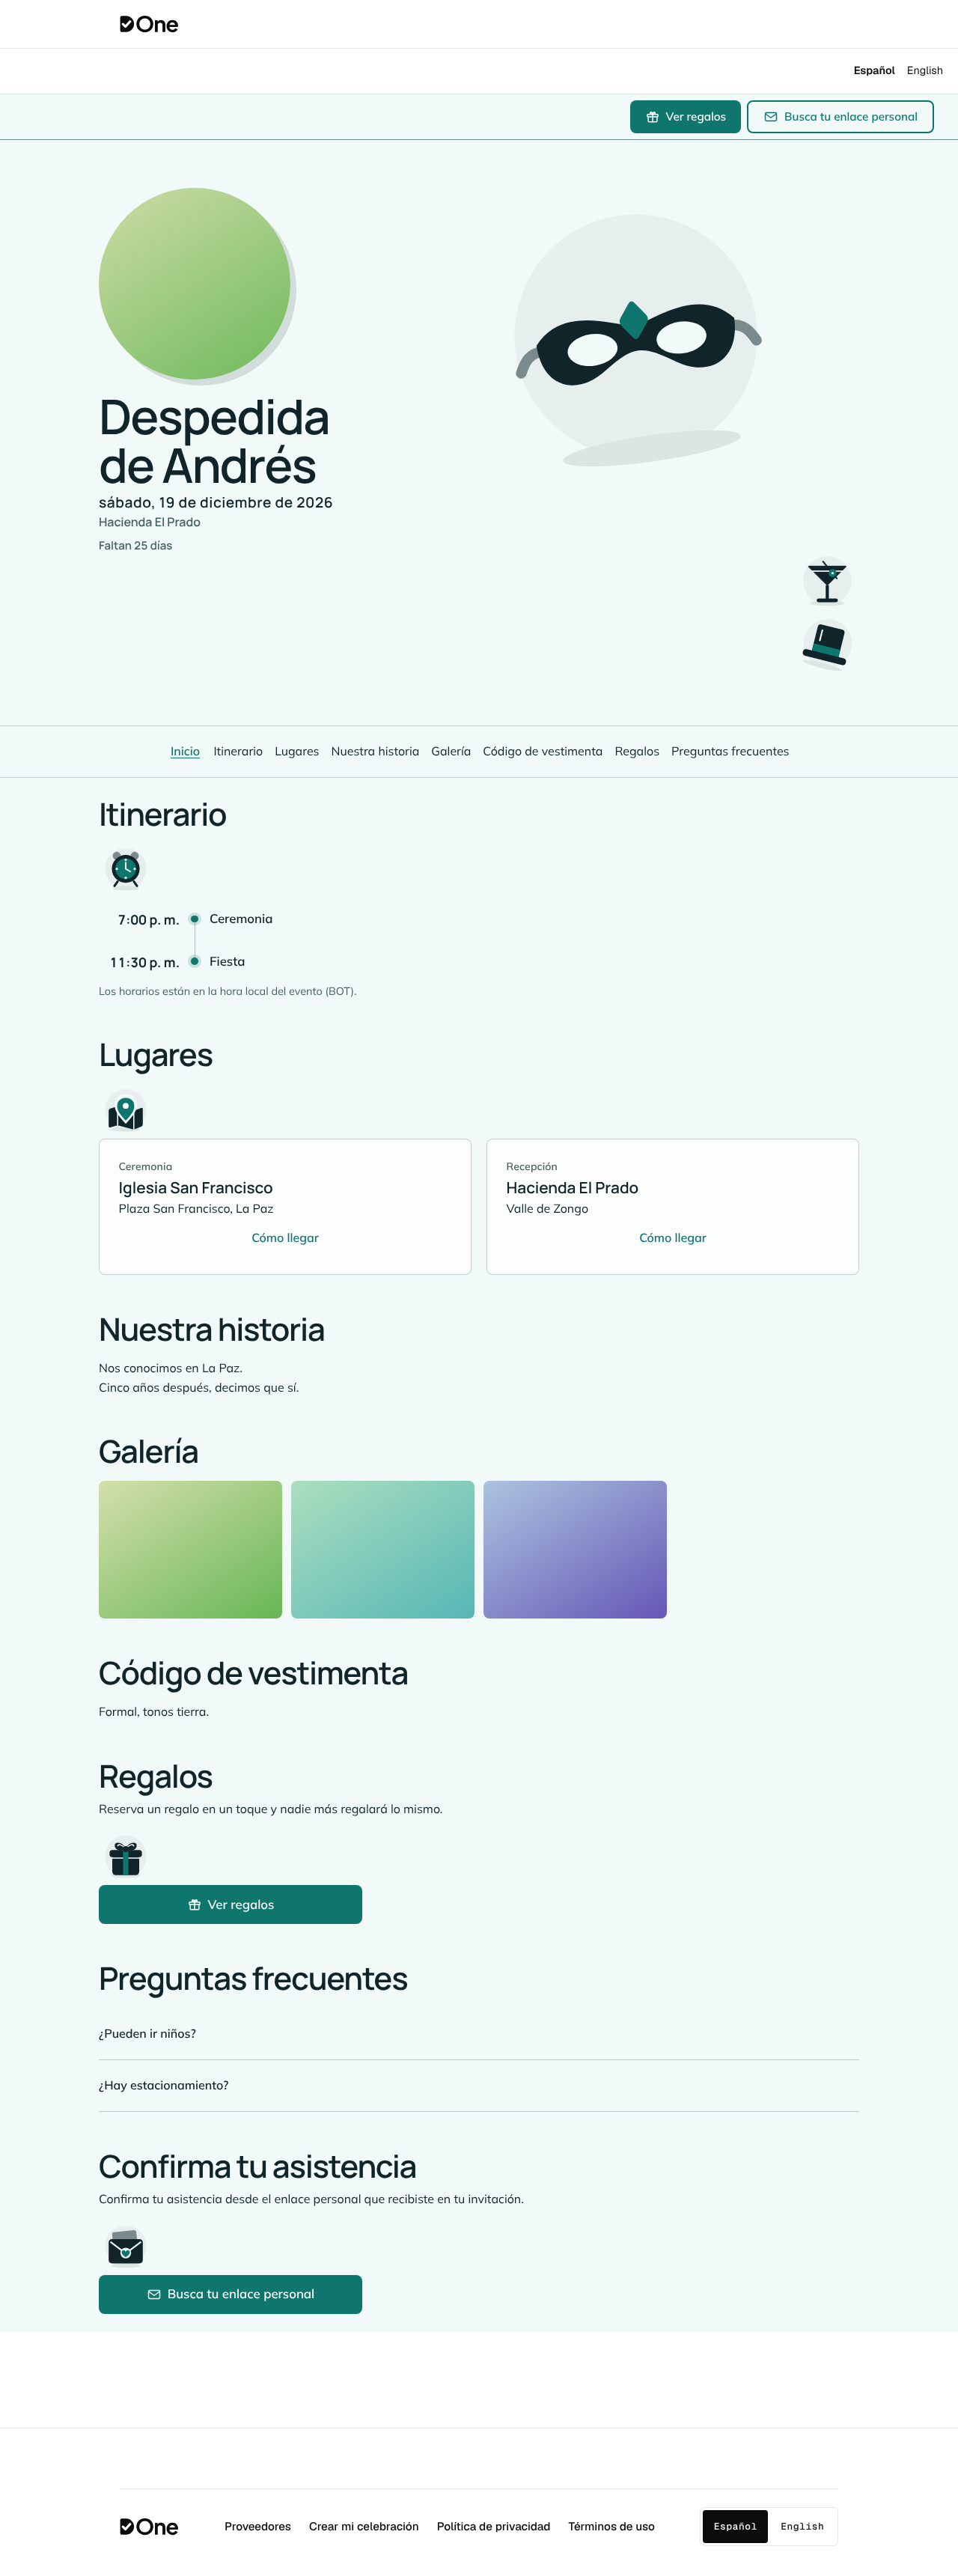 One
Español English
Ver regalos Busca tu enlace personal
Despedida
de Andrés
sábado, 19 de diciembre de 2026
Hacienda El Prado
Faltan 25 días
Inicio Itinerario Lugares Nuestra historia Galería Código de vestimenta Regalos Preguntas frecuentes
Itinerario
7:00 p. m. Ceremonia
11:30 p. m. Fiesta
Los horarios están en la hora local del evento (BOT).
Lugares
Ceremonia
Iglesia San Francisco
Plaza San Francisco, La Paz
Cómo llegar
Recepción
Hacienda El Prado
Valle de Zongo
Cómo llegar
Nuestra historia
Nos conocimos en La Paz.
Cinco años después, decimos que sí.
Galería
Código de vestimenta
Formal, tonos tierra.
Regalos
Reserva un regalo en un toque y nadie más regalará lo mismo.
Ver regalos
Preguntas frecuentes
¿Pueden ir niños?
¿Hay estacionamiento?
Confirma tu asistencia
Confirma tu asistencia desde el enlace personal que recibiste en tu invitación.
Busca tu enlace personal
One Proveedores Crear mi celebración Política de privacidad Términos de uso Español English